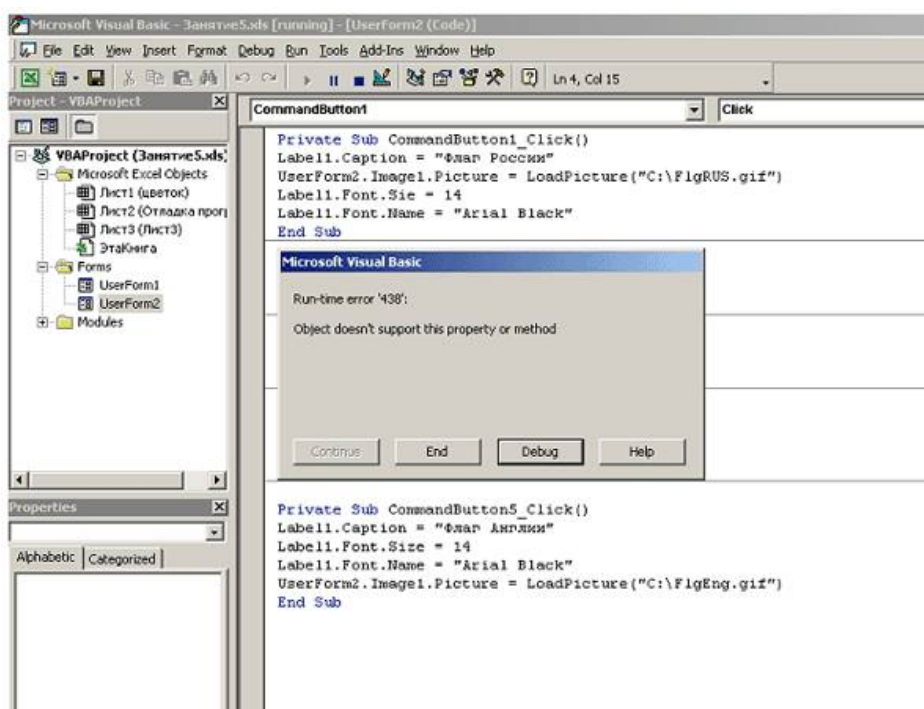 Microsoft Visual Basic - Занятие5.xls [running] - [UserForm2 (Code)]
File Edit View Insert Format Debug Run Tools Add-Ins Window Help
Ln 4, Col 15
Project - VBAProject
CommandButton1
Click
VBAProject (Занятие5.xls)
Microsoft Excel Objects
Лист1 (цветок)
Лист2 (Отладка прог
Лист3 (Лист3)
ЭтаКнига
Forms
UserForm1
UserForm2
Modules
Private Sub CommandButton1_Click()
Label1.Caption = "Флаг России"
UserForm2.Image1.Picture = LoadPicture("C:\FlgRUS.gif")
Label1.Font.Sie = 14
Label1.Font.Name = "Arial Black"
End Sub
Microsoft Visual Basic
Run-time error '438':
Object doesn't support this property or method
Continue End Debug Help
Properties
Alphabetic Categorized
Private Sub CommandButton5_Click()
Label1.Caption = "Флаг Англии"
Label1.Font.Size = 14
Label1.Font.Name = "Arial Black"
UserForm2.Image1.Picture = LoadPicture("C:\FlgEng.gif")
End Sub